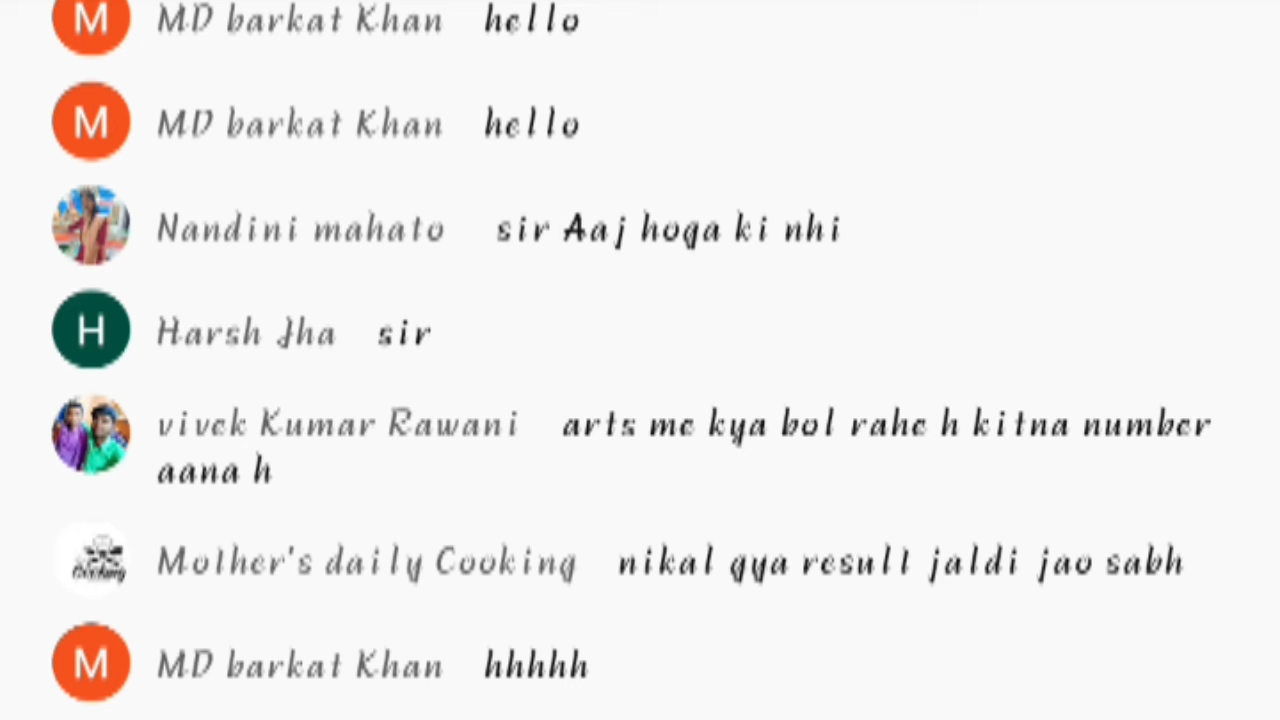 M MD barkat Khan hello
M MD barkat Khan hello
Nandini mahato sir Aaj hoga ki nhi
H Harsh Jha sir
vivek Kumar Rawani arts me kya bol rahe h kitna number
aana h
Cooking Mother's daily Cooking nikal gya result jaldi jao sabh
M MD barkat Khan hhhhh